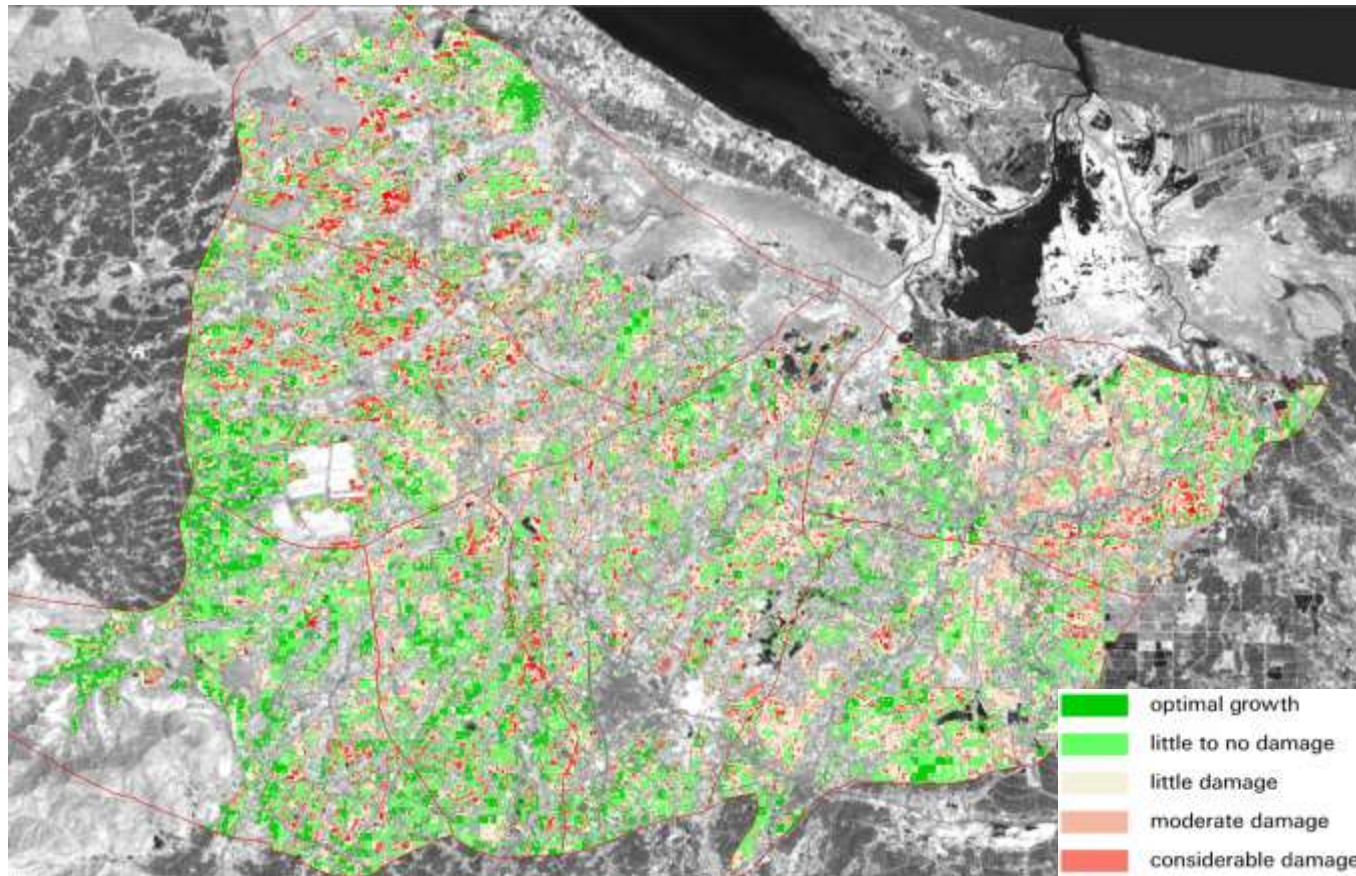 optimal growth
little to no damage
little damage
moderate damage
considerable damage